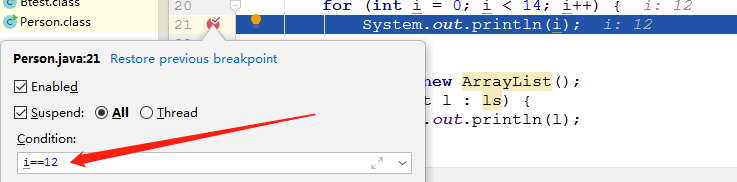 Btest.class
Person.class
20 for (int i = 0; i < 14; i++) { i: 12
21 System.out.println(i); i: 12
Person.java:21 Restore previous breakpoint
Enabled
Suspend: All Thread
Condition:
i==12
new ArrayList();
t l : ls) {
.out.println(l);